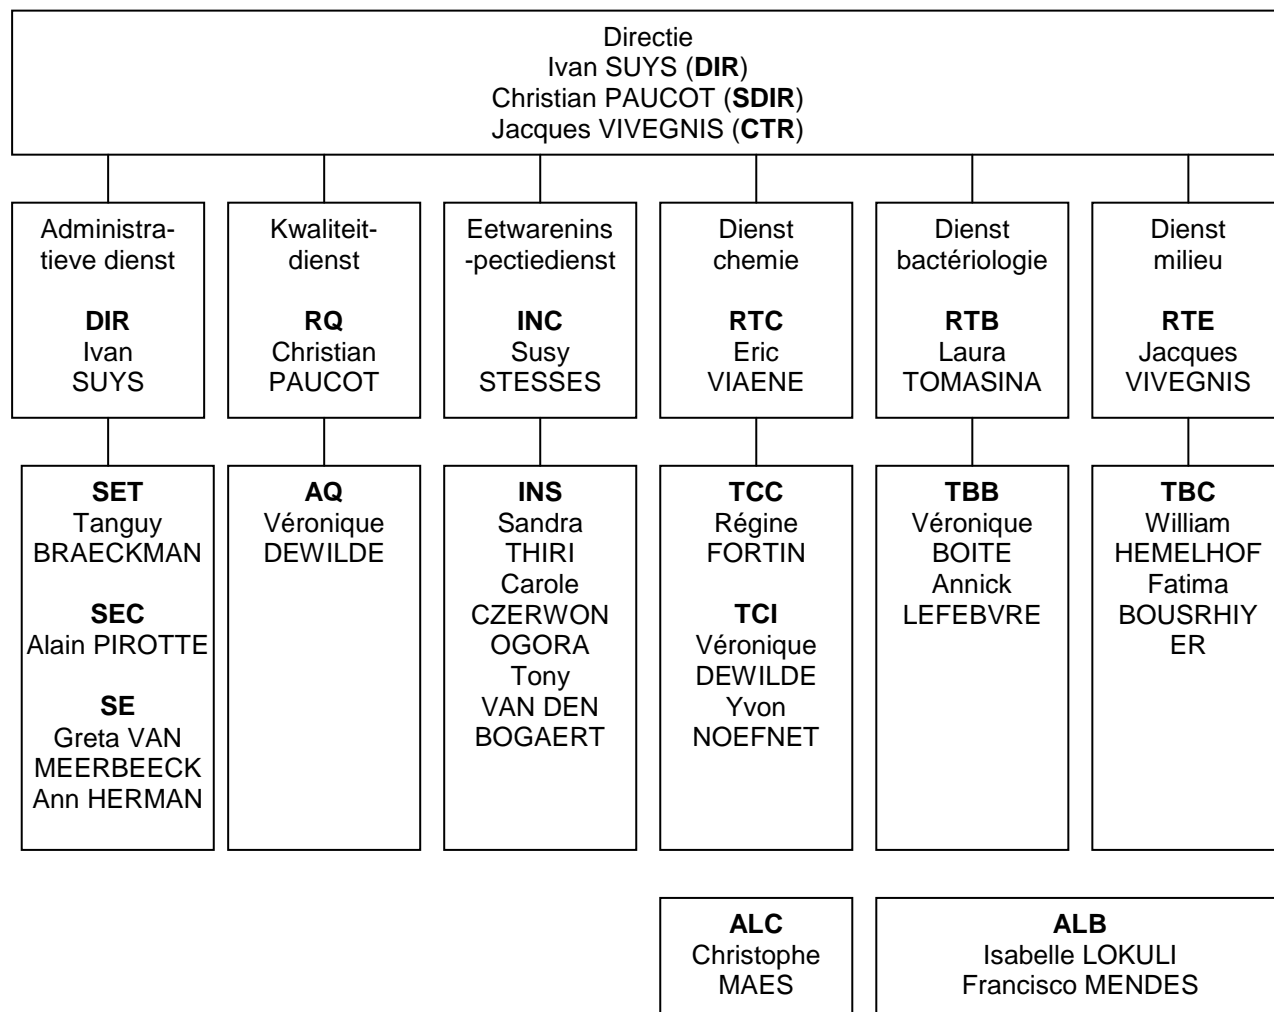 Directie
Ivan SUYS (DIR)
Christian PAUCOT (SDIR)
Jacques VIVEGNIS (CTR)
Administra-
tieve dienst
DIR
Ivan
SUYS
Kwaliteit-
dienst
RQ
Christian
PAUCOT
Eetwarenins
-pectiedienst
INC
Susy
STESSES
Dienst
chemie
RTC
Eric
VIAENE
Dienst
bactériologie
RTB
Laura
TOMASINA
Dienst
milieu
RTE
Jacques
VIVEGNIS
SET
Tanguy
BRAECKMAN
SEC
Alain PIROTTE
SE
Greta VAN
MEERBEECK
Ann HERMAN
AQ
Véronique
DEWILDE
INS
Sandra
THIRI
Carole
CZERWON
OGORA
Tony
VAN DEN
BOGAERT
TCC
Régine
FORTIN
TCI
Véronique
DEWILDE
Yvon
NOEFNET
TBB
Véronique
BOITE
Annick
LEFEBVRE
TBC
William
HEMELHOF
Fatima
BOUSRHIY
ER
ALC
Christophe
MAES
ALB
Isabelle LOKULI
Francisco MENDES